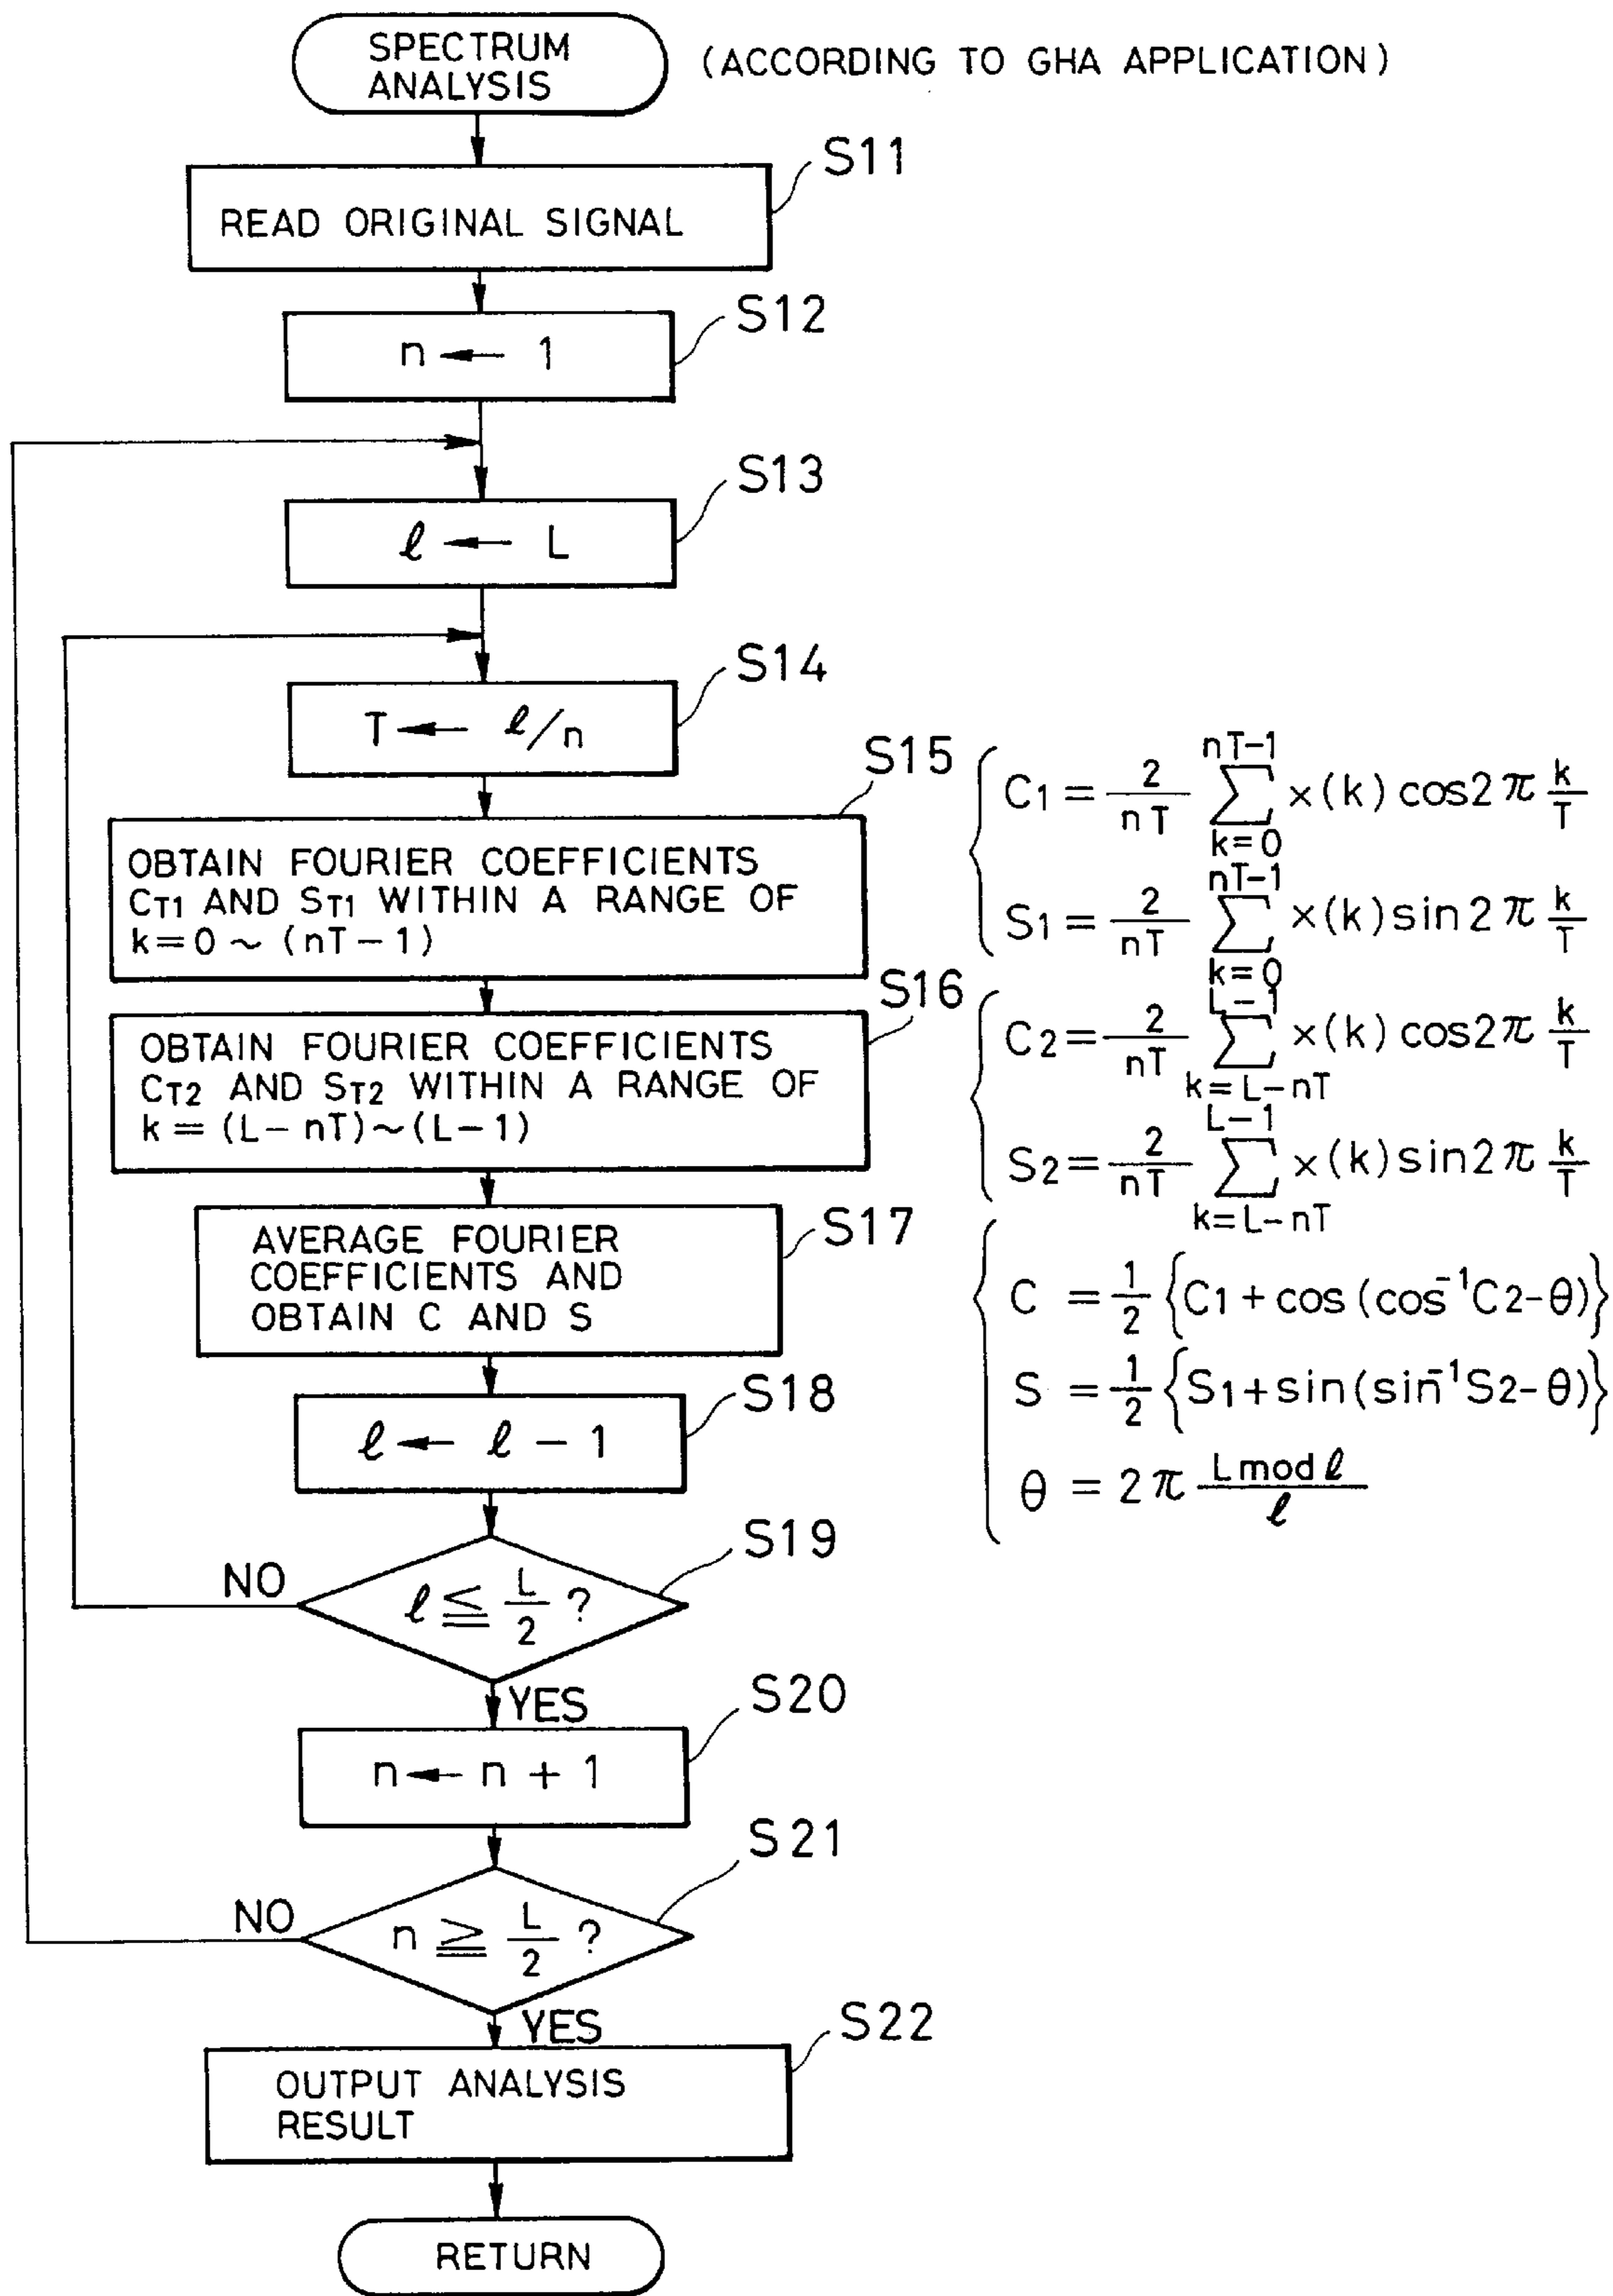 SPECTRUM
ANALYSIS
(ACCORDING TO GHA APPLICATION)
S11
READ ORIGINAL SIGNAL
S12
n ← 1
S13
ℓ ← L
S14
T ← ℓ/n
S15
OBTAIN FOURIER COEFFICIENTS
CT1 AND ST1 WITHIN A RANGE OF
k=0 ~ (nT-1)
C1 = 2/nT nT-1 ∑ k=0 ×(k) cos2π k/T
S1 = 2/nT nT-1 ∑ k=0 ×(k) sin2π k/T
S16
OBTAIN FOURIER COEFFICIENTS
CT2 AND ST2 WITHIN A RANGE OF
k = (L-nT) ~ (L-1)
C2 = 2/nT L-1 ∑ k=L-nT ×(k) cos2π k/T
S2 = 2/nT L-1 ∑ k=L-nT ×(k) sin2π k/T
S17
AVERAGE FOURIER
COEFFICIENTS AND
OBTAIN C AND S
C = 1/2 {C1 + cos (cos⁻¹C2-θ)}
S = 1/2 {S1 + sin (sin⁻¹S2-θ)}
θ = 2π L mod ℓ/ℓ
S18
ℓ ← ℓ - 1
S19
ℓ ≦ L/2 ?
NO
YES
S20
n ← n + 1
S21
n ≧ L/2 ?
NO
YES
S22
OUTPUT ANALYSIS
RESULT
RETURN